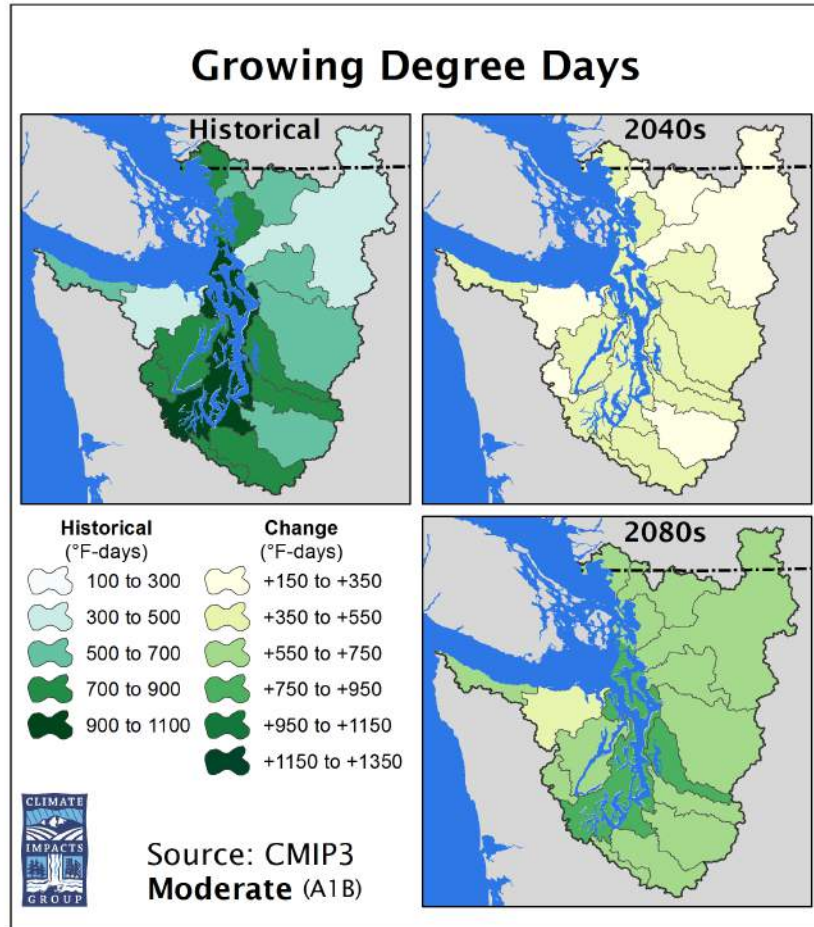 Growing Degree Days
Historical
2040s
Historical
(°F-days)
100 to 300
300 to 500
500 to 700
700 to 900
900 to 1100
Change
(°F-days)
+150 to +350
+350 to +550
+550 to +750
+750 to +950
+950 to +1150
+1150 to +1350
2080s
CLIMATE
IMPACTS
GROUP
Source: CMIP3
Moderate (A1B)